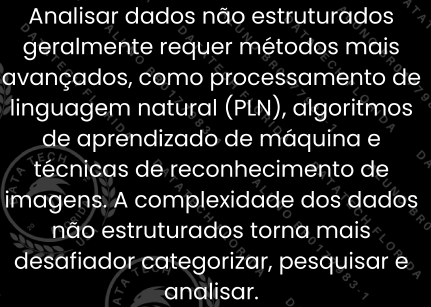 Analisar dados não estruturados
geralmente requer métodos mais
avançados, como processamento de
linguagem natural (PLN), algoritmos
de aprendizado de máquina e
técnicas de reconhecimento de
imagens. A complexidade dos dados
não estruturados torna mais
desafiador categorizar, pesquisar e
analisar.